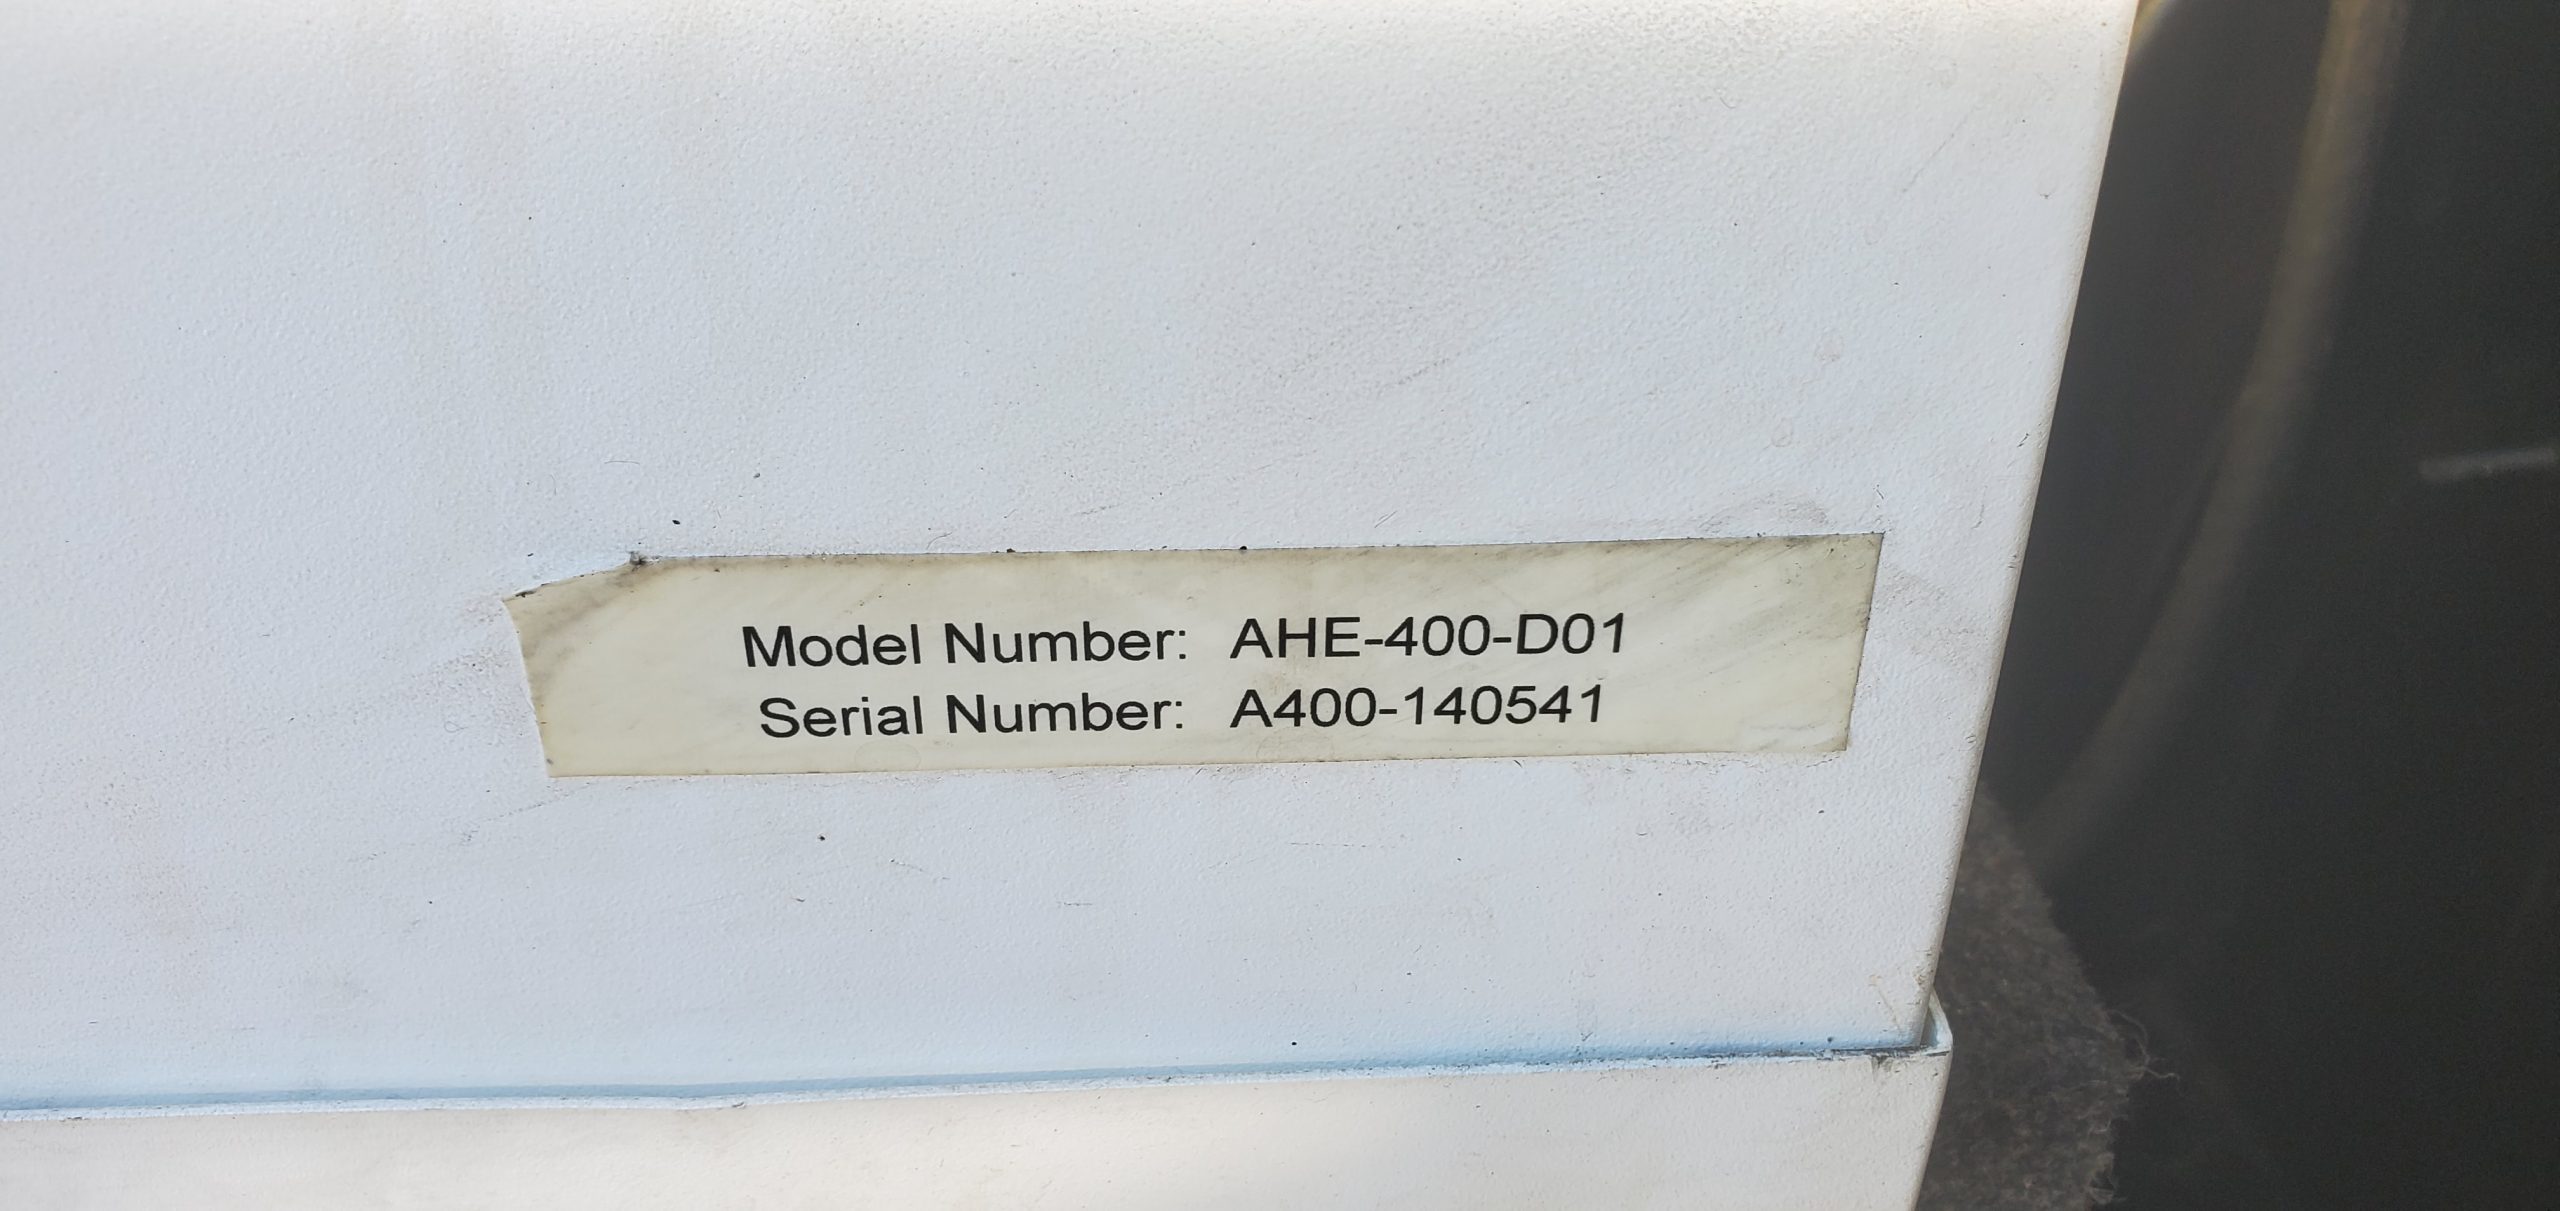 Model Number: AHE-400-D01
Serial Number: A400-140541